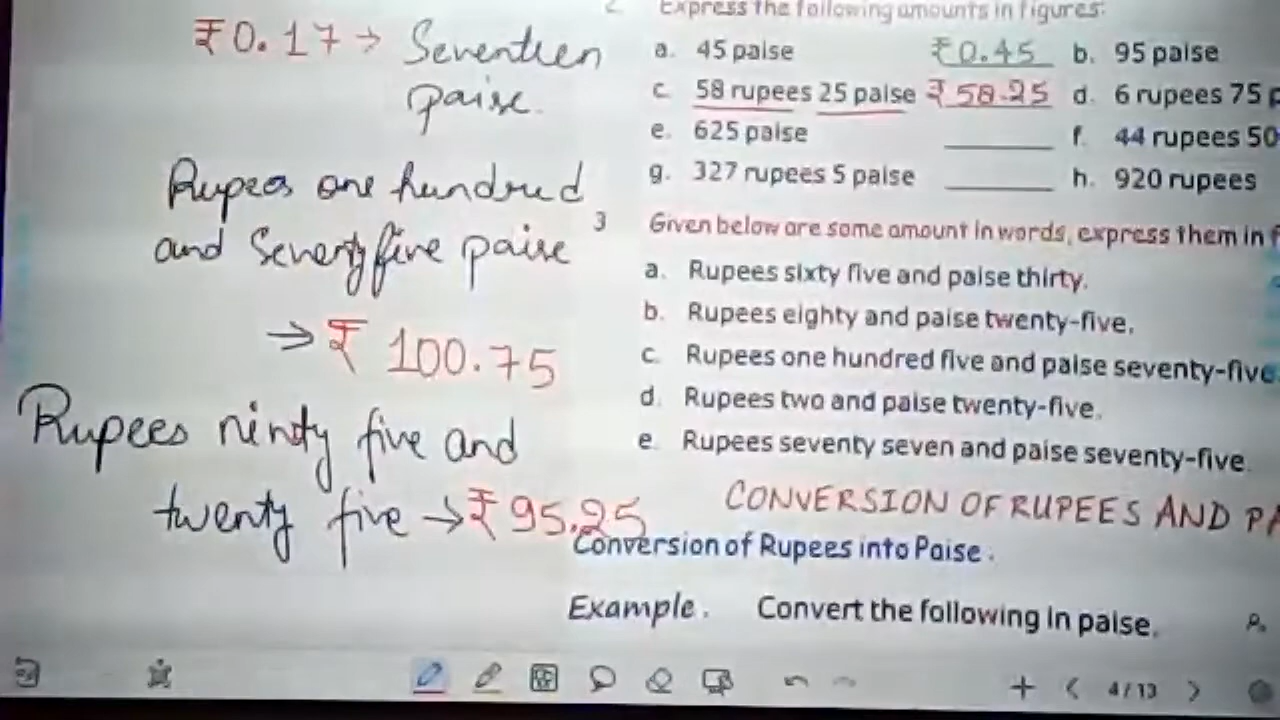 ₹0.17 → Seventeen
paise.
Rupees one hundred
and Seventy five paise
→ ₹ 100.75
Rupees ninty five and
twenty five → ₹95.25
2 Express the following amounts in figures:
a. 45 paise ₹0.45 b. 95 paise
c. 58 rupees 25 paise ₹58.25 d. 6 rupees 75 p
e. 625 paise ______ f. 44 rupees 50
g. 327 rupees 5 paise ______ h. 920 rupees
3 Given below are some amount in words, express them in f
a. Rupees sixty five and paise thirty.
b. Rupees eighty and paise twenty-five.
c. Rupees one hundred five and paise seventy-five.
d. Rupees two and paise twenty-five.
e. Rupees seventy seven and paise seventy-five.
CONVERSION OF RUPEES AND PA
Conversion of Rupees into Paise.
Example. Convert the following in paise.
4/13